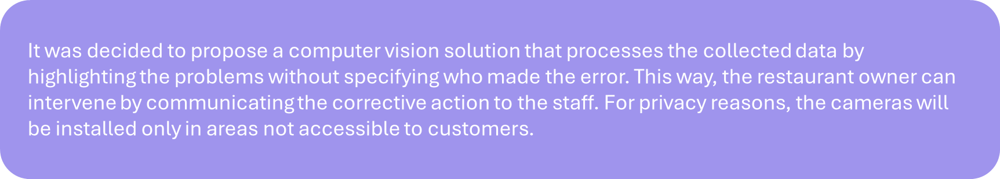 It was decided to propose a computer vision solution that processes the collected data by
highlighting the problems without specifying who made the error. This way, the restaurant owner can
intervene by communicating the corrective action to the staff. For privacy reasons, the cameras will
be installed only in areas not accessible to customers.